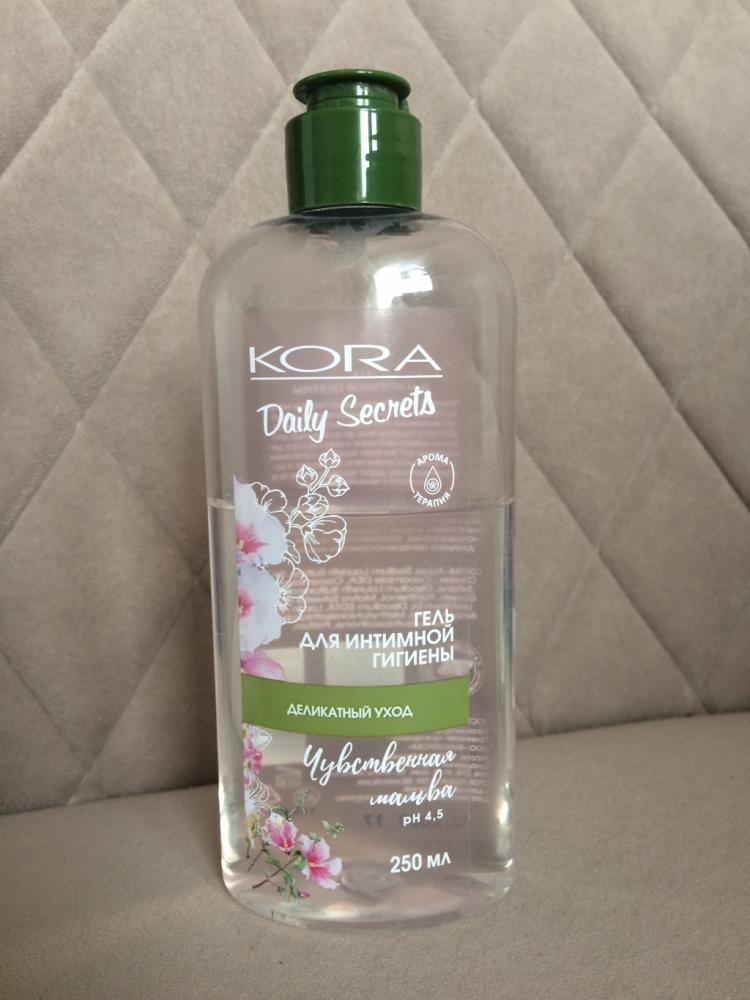 KORA
Daily Secrets
АРОМА
ТЕРАПИЯ
ГЕЛЬ
ДЛЯ ИНТИМНОЙ
ГИГИЕНЫ
ДЕЛИКАТНЫЙ УХОД
Чувственная
мальва
pH 4,5
250 МЛ